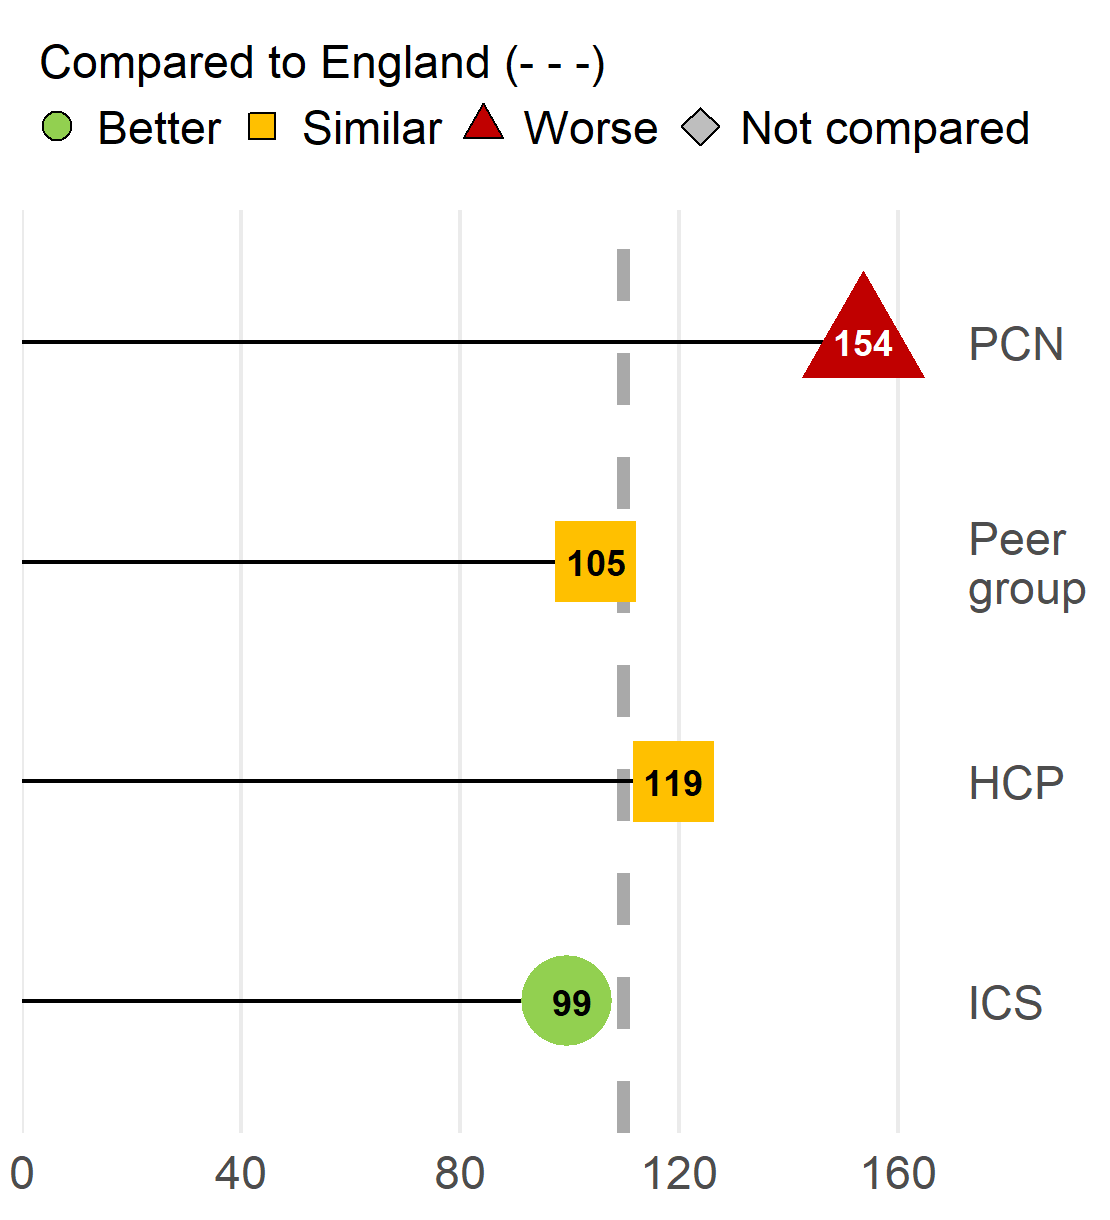 Compared to England (- - -)
Better Similar Worse Not compared
154 PCN
Peer
group
105
119 HCP
99 ICS
0 40 80 120 160